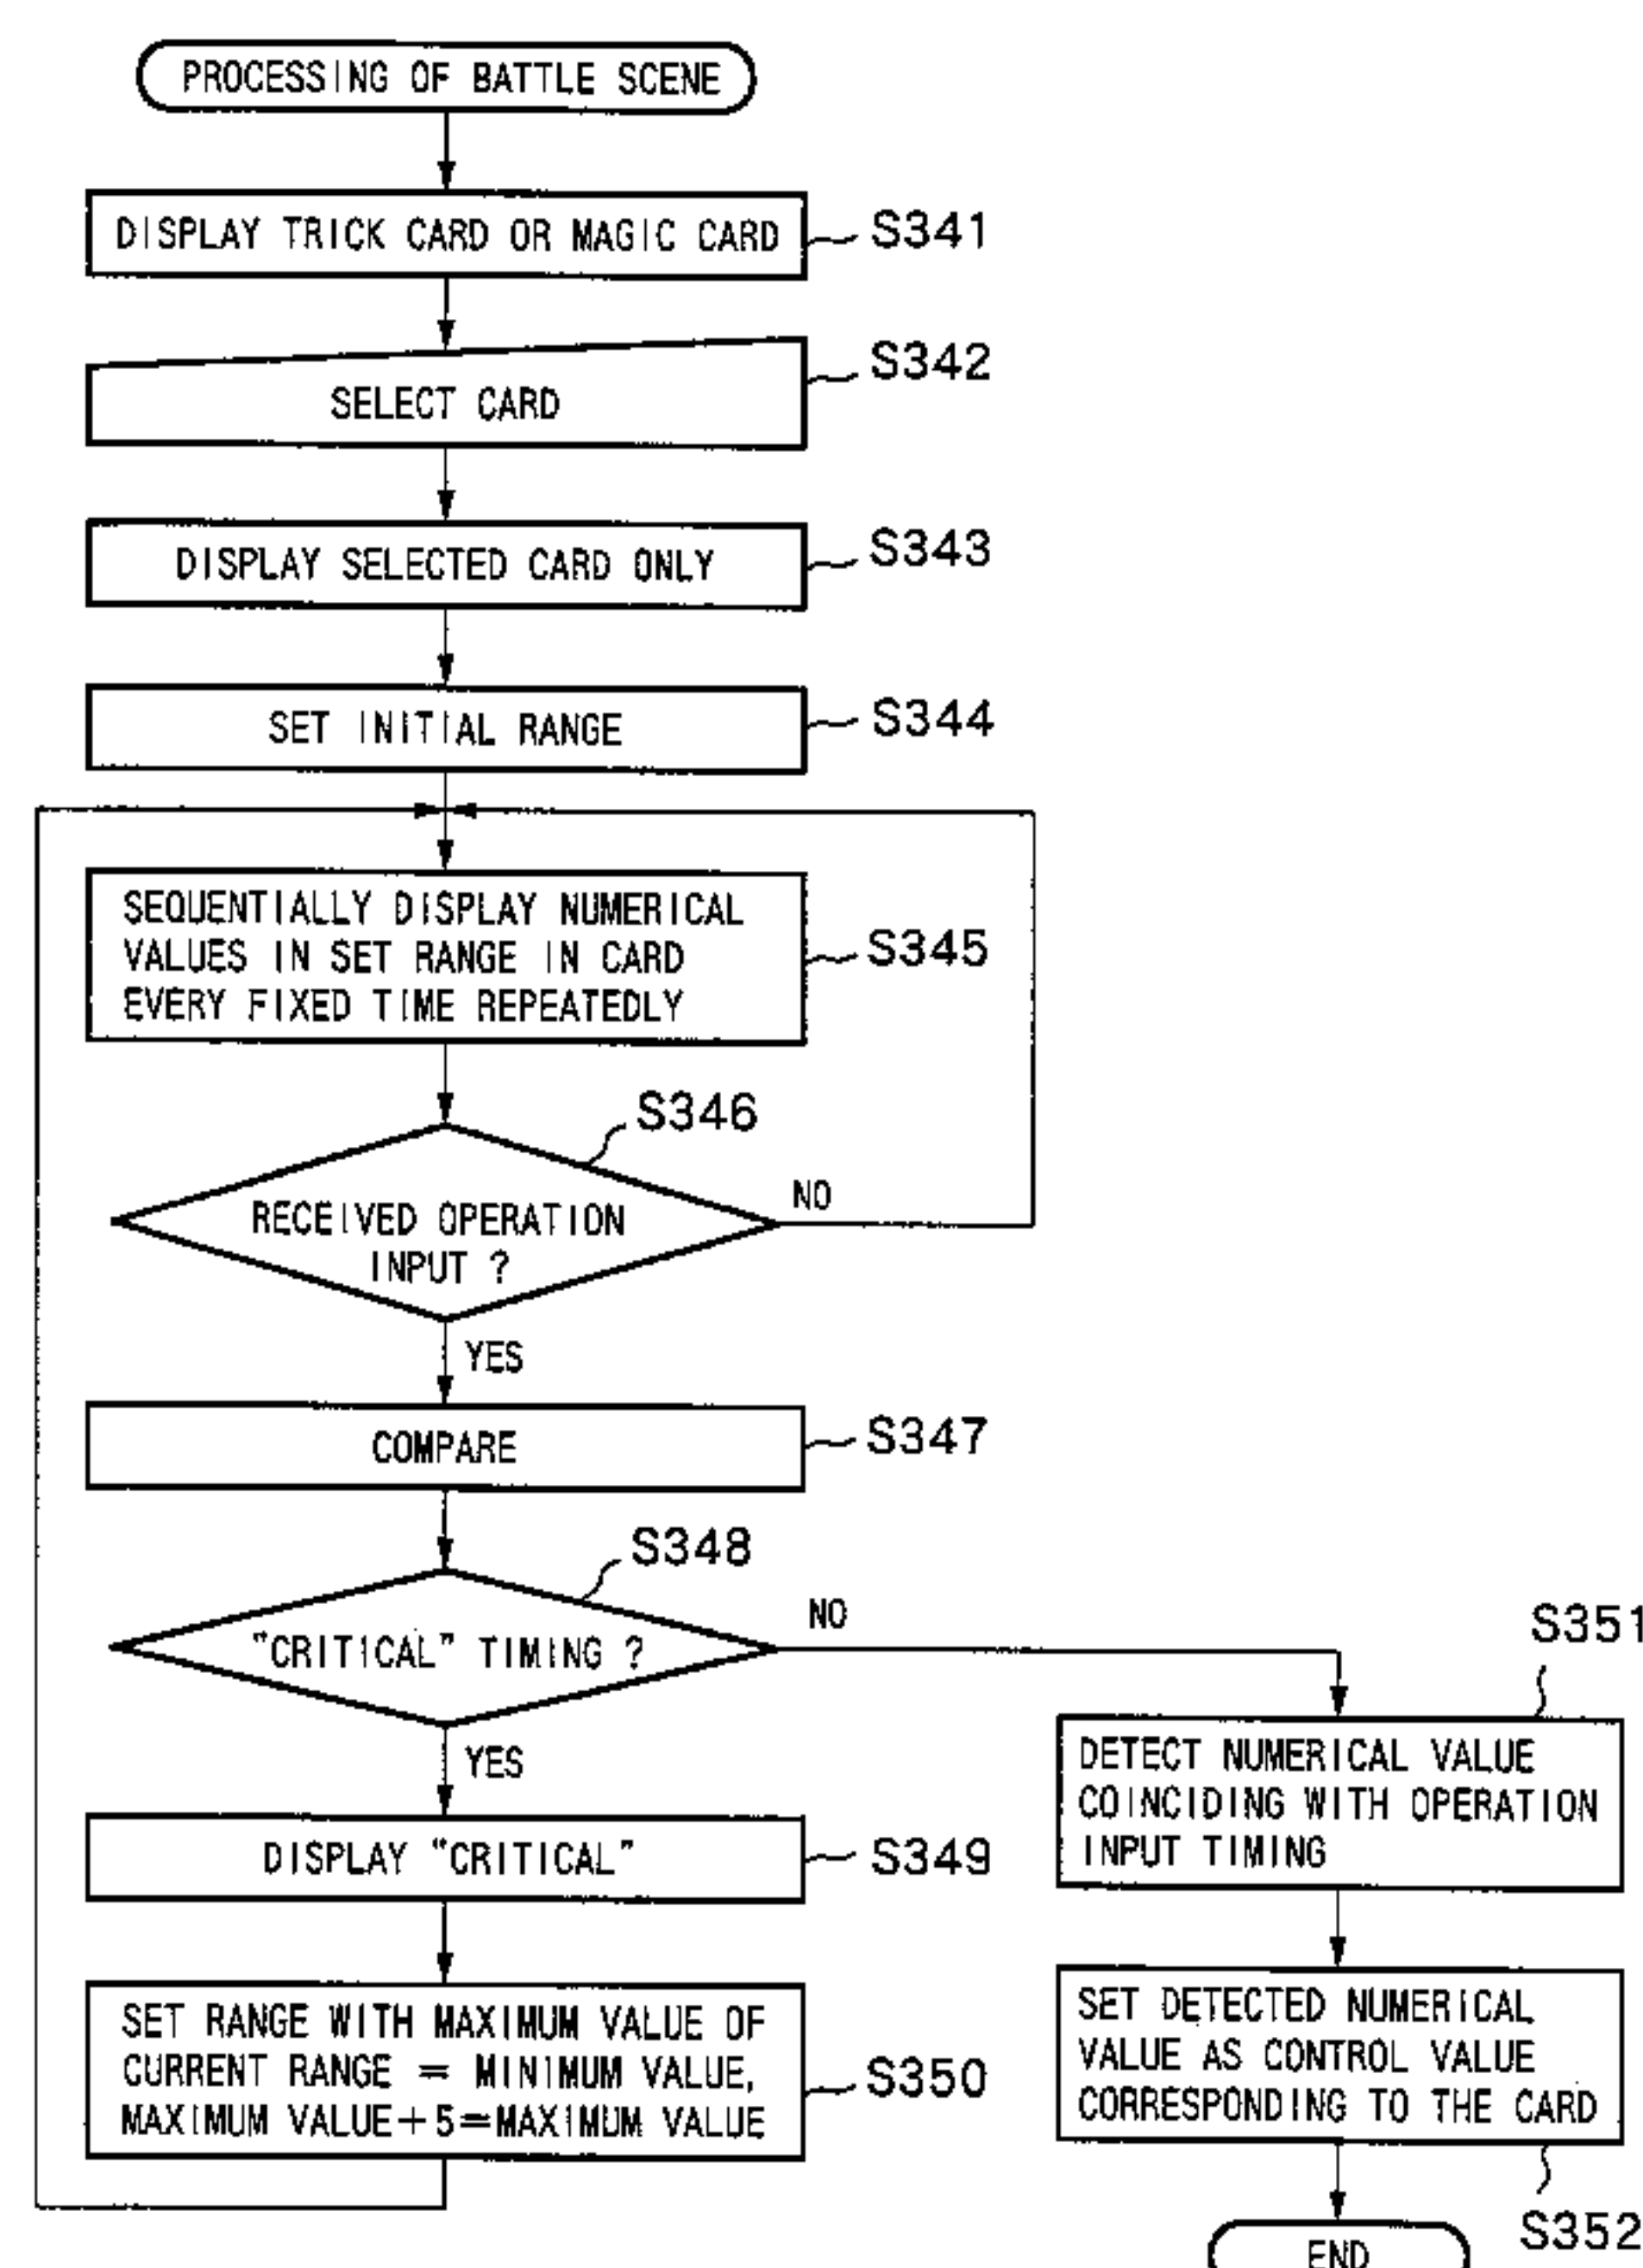 PROCESSING OF BATTLE SCENE
DISPLAY TRICK CARD OR MAGIC CARD
S341
S342
SELECT CARD
S343
DISPLAY SELECTED CARD ONLY
S344
SET INITIAL RANGE
SEQUENTIALLY DISPLAY NUMERICAL
VALUES IN SET RANGE IN CARD
EVERY FIXED TIME REPEATEDLY
S345
S346
NO
RECEIVED OPERATION
INPUT ?
YES
COMPARE
S347
S348
NO
"CRITICAL" TIMING ?
YES
DISPLAY "CRITICAL"
S349
SET RANGE WITH MAXIMUM VALUE OF
CURRENT RANGE = MINIMUM VALUE,
MAXIMUM VALUE+5=MAXIMUM VALUE
S350
S351
DETECT NUMERICAL VALUE
COINCIDING WITH OPERATION
INPUT TIMING
SET DETECTED NUMERICAL
VALUE AS CONTROL VALUE
CORRESPONDING TO THE CARD
S352
END